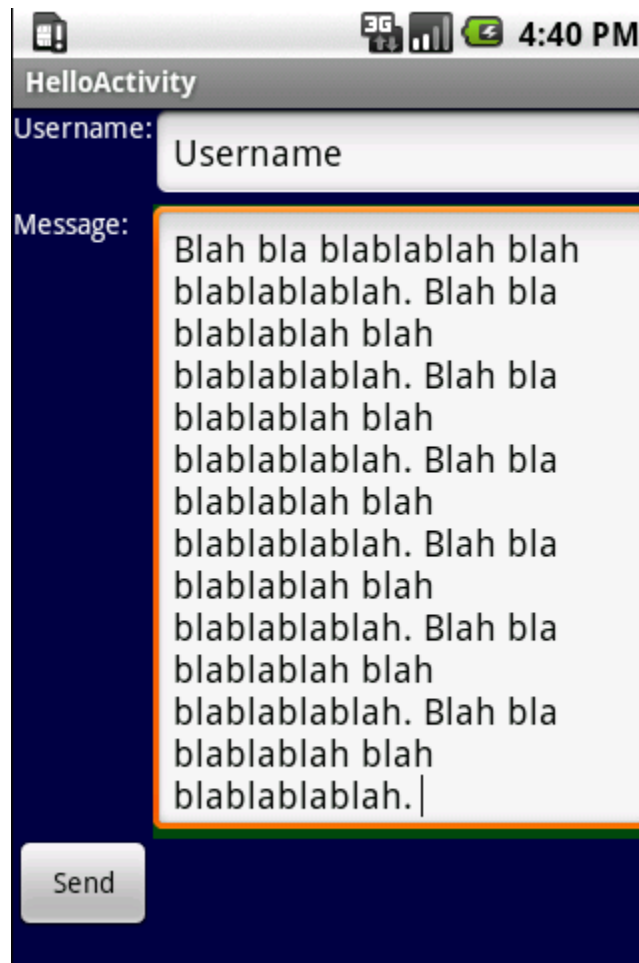 3G 4:40 PM
HelloActivity
Username:
Username
Message:
Blah bla blablablah blah
blablablablah. Blah bla
blablablah blah
blablablablah. Blah bla
blablablah blah
blablablablah. Blah bla
blablablah blah
blablablablah. Blah bla
blablablah blah
blablablablah. Blah bla
blablablah blah
blablablablah. Blah bla
blablablah blah
blablablablah.
Send